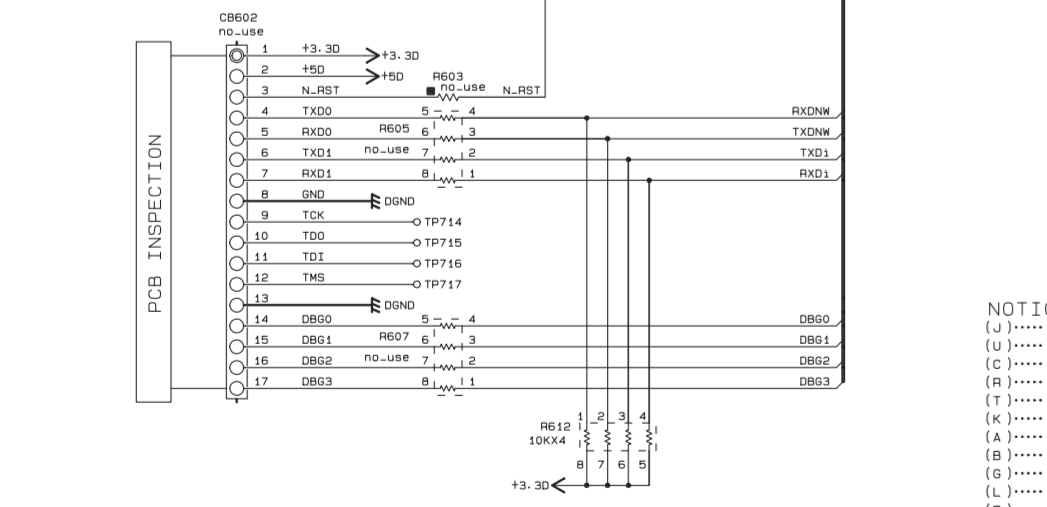 CB602
no_use
1 +3.3D +3.3D
2 +5D +5D R603
3 N_RST no_use N_RST
4 TXD0 5 4 RXDNW
5 RXD0 R605 6 3 TXDNW
6 TXD1 no_use 7 2 TXDi
7 RXD1 8 1 RXDi
8 GND DGND
9 TCK TP714
10 TDO TP715
11 TDI TP716
12 TMS TP717
13 DGND
14 DBG0 5 4 DBG0
15 DBG1 R607 6 3 DBG1
16 DBG2 no_use 7 2 DBG2
17 DBG3 8 1 DBG3
PCB INSPECTION
1 2 3 4
R612
10KX4
8 7 6 5
+3.3D
NOTI
(J).....
(U).....
(C).....
(R).....
(T).....
(K).....
(A).....
(B).....
(G).....
(L).....